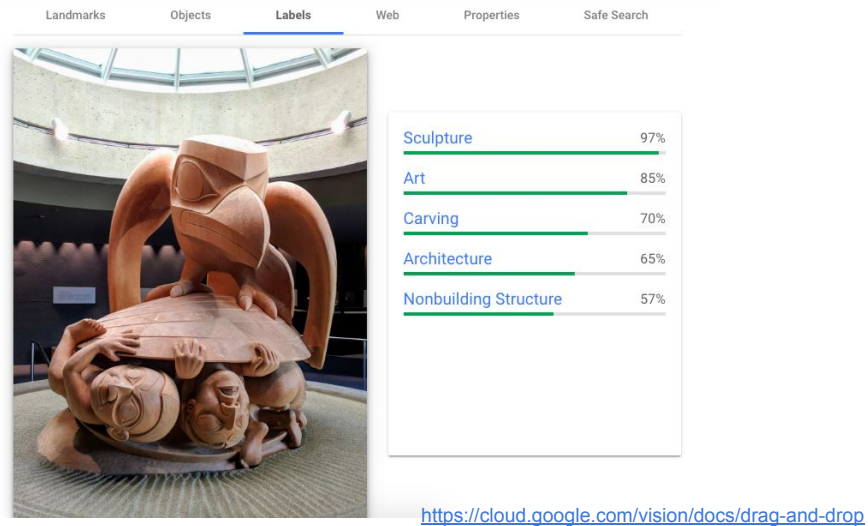 Landmarks Objects Labels Web Properties Safe Search
Sculpture 97%
Art 85%
Carving 70%
Architecture 65%
Nonbuilding Structure 57%
https://cloud.google.com/vision/docs/drag-and-drop